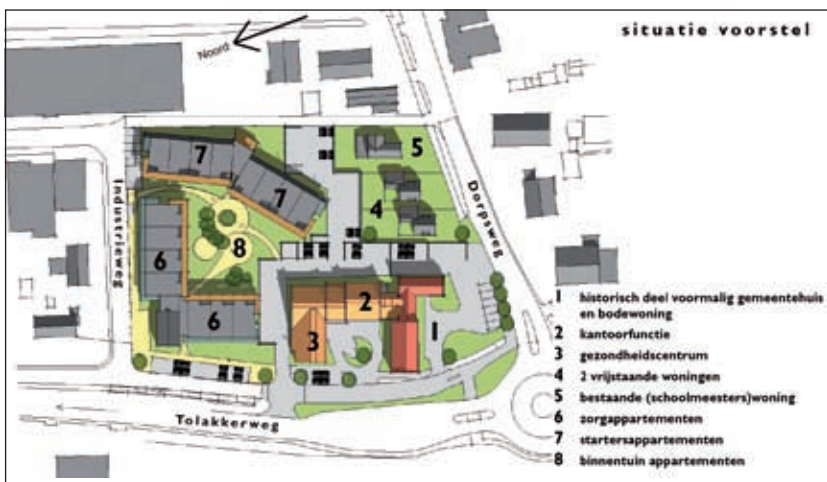 situatie voorstel
Noord
7
7
5
4
8
6
6
2
3
1
Industrieweg
Dorpsweg
Tolakkerweg
1 historisch deel voormalig gemeentehuis
en bodewoning
2 kantoorfunctie
3 gezondheidscentrum
4 2 vrijstaande woningen
5 bestaande (schoolmeesters)woning
6 zorgappartementen
7 startersappartementen
8 binnentuin appartementen